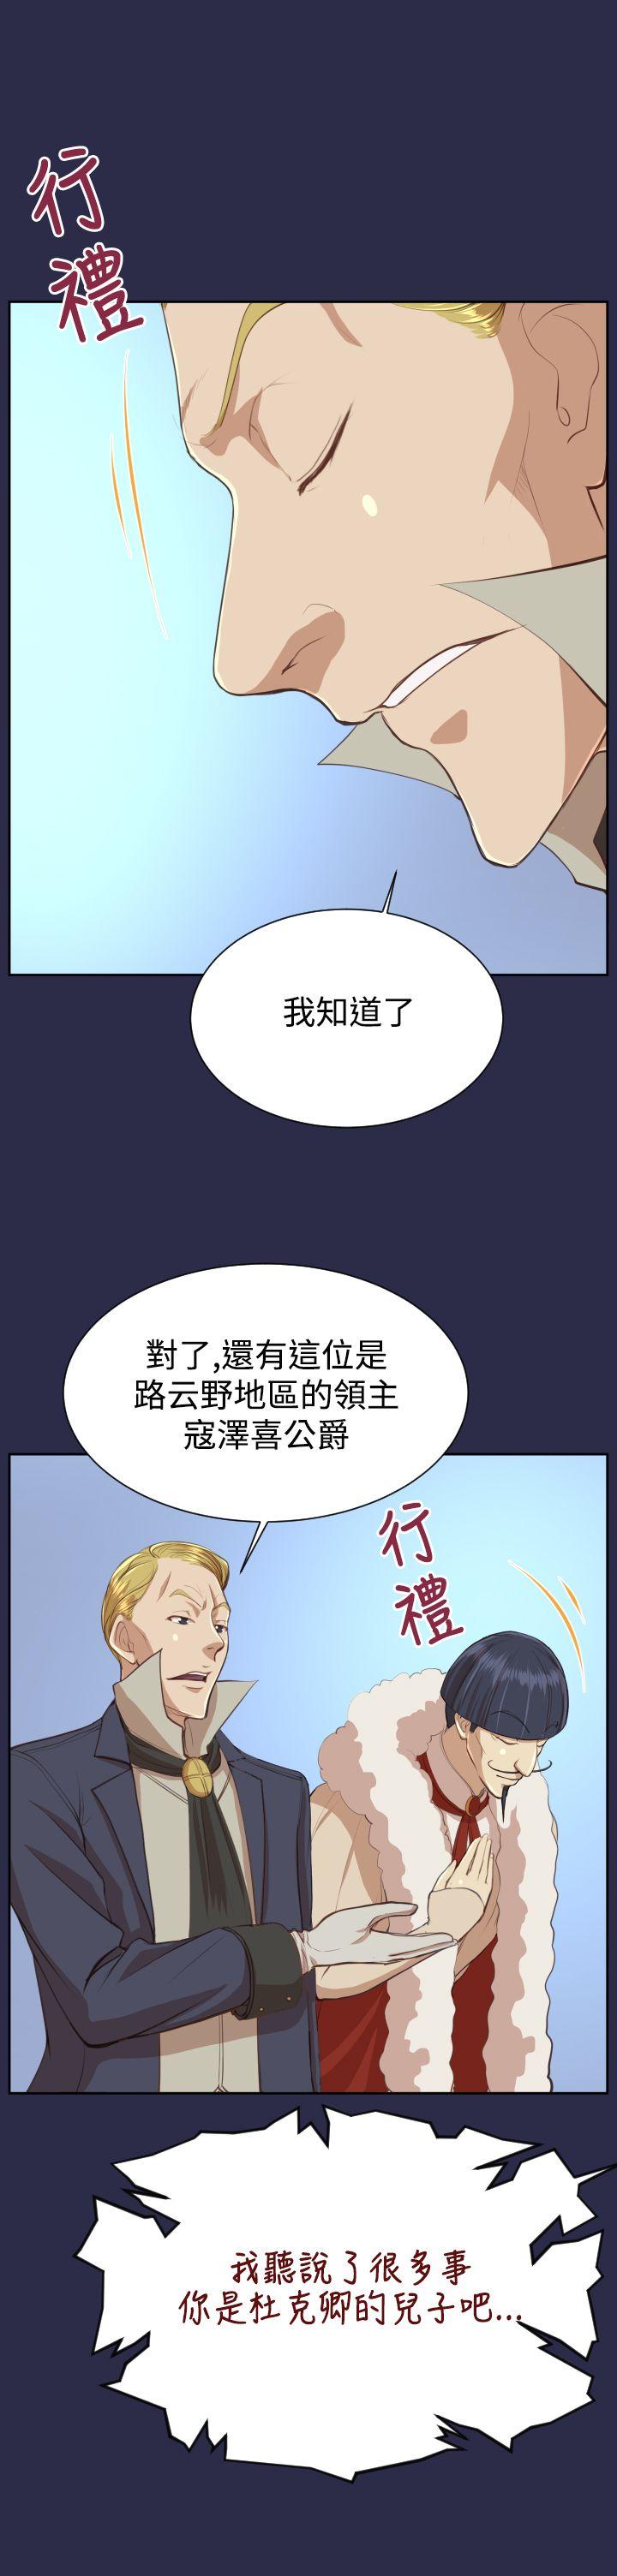 行禮
我知道了
對了,還有這位是
路云野地區的領主
寇澤喜公爵
行禮
我聽說了很多事
你是杜克卿的兒子吧...